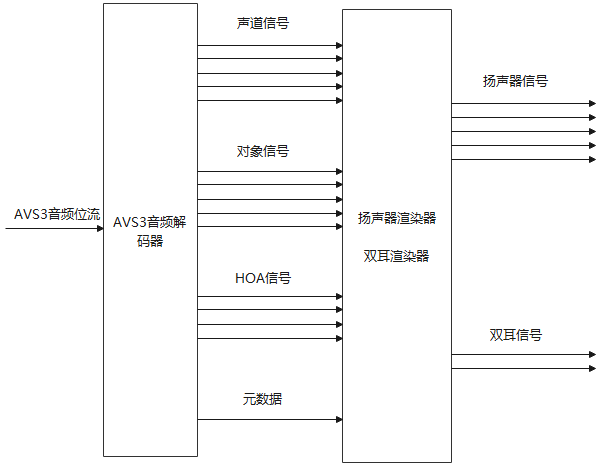 声道信号
扬声器信号
对象信号
AVS3音频位流
AVS3音频解
码器
扬声器渲染器
双耳渲染器
HOA信号
双耳信号
元数据